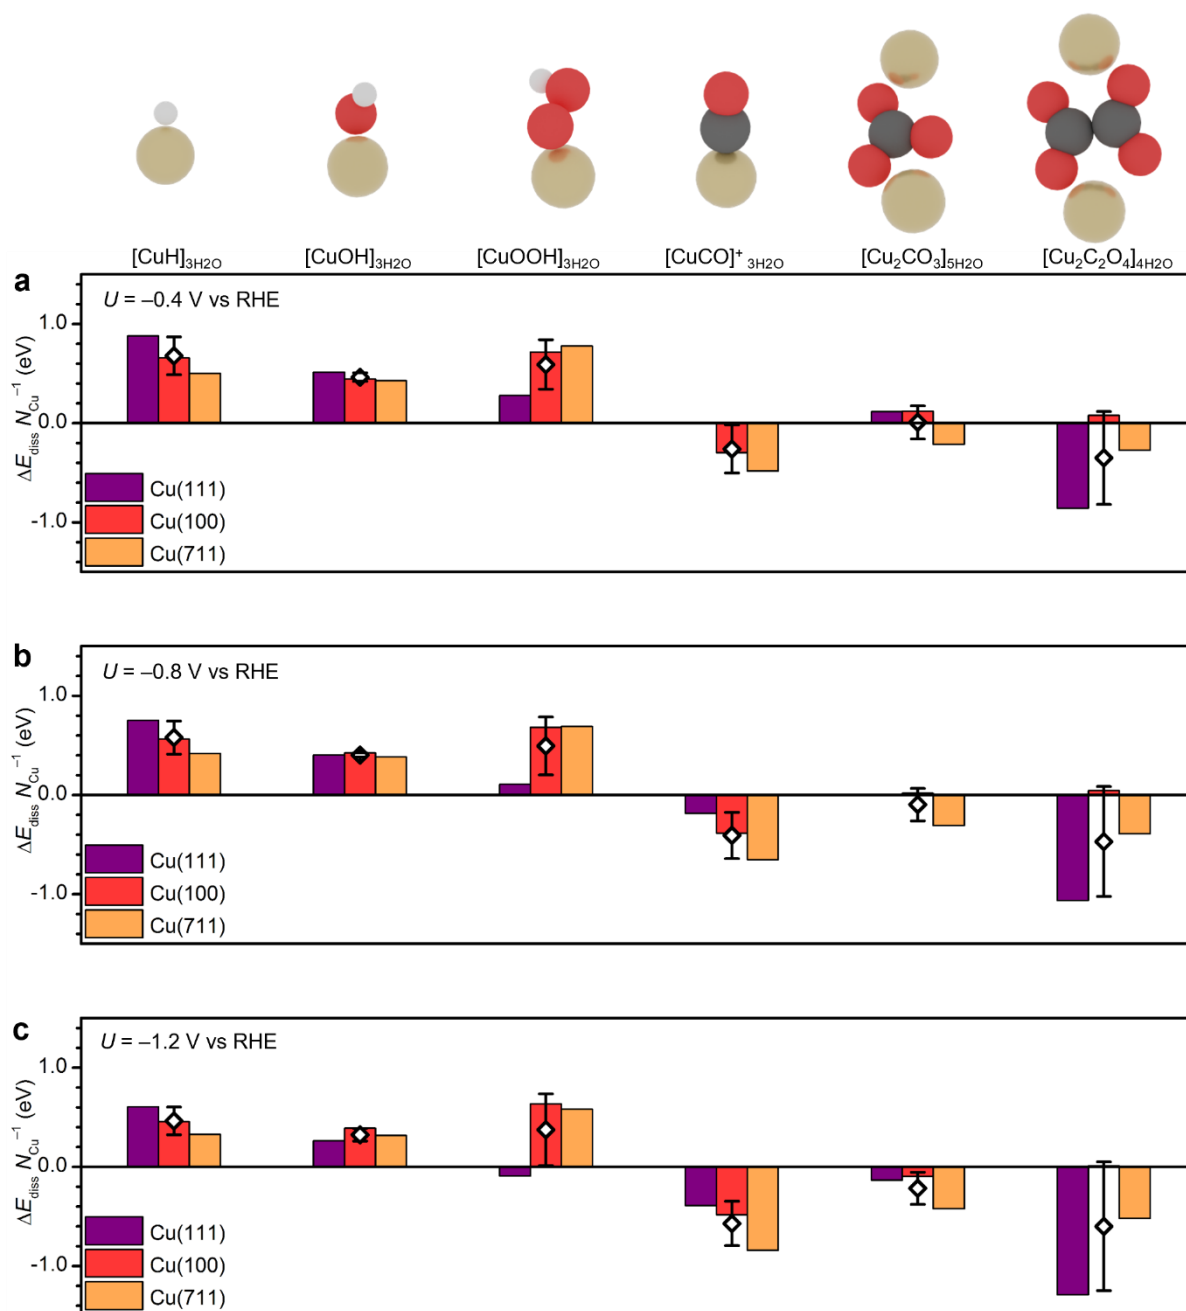 [CuH]3H2O [CuOH]3H2O [CuOOH]3H2O [CuCO]+ 3H2O [Cu2CO3]5H2O [Cu2C2O4]4H2O
a
U = –0.4 V vs RHE
ΔEdiss NCu−1 (eV)
1.0
0.0
-1.0
Cu(111)
Cu(100)
Cu(711)
b
U = –0.8 V vs RHE
ΔEdiss NCu−1 (eV)
1.0
0.0
-1.0
Cu(111)
Cu(100)
Cu(711)
c
U = –1.2 V vs RHE
ΔEdiss NCu−1 (eV)
1.0
0.0
-1.0
Cu(111)
Cu(100)
Cu(711)